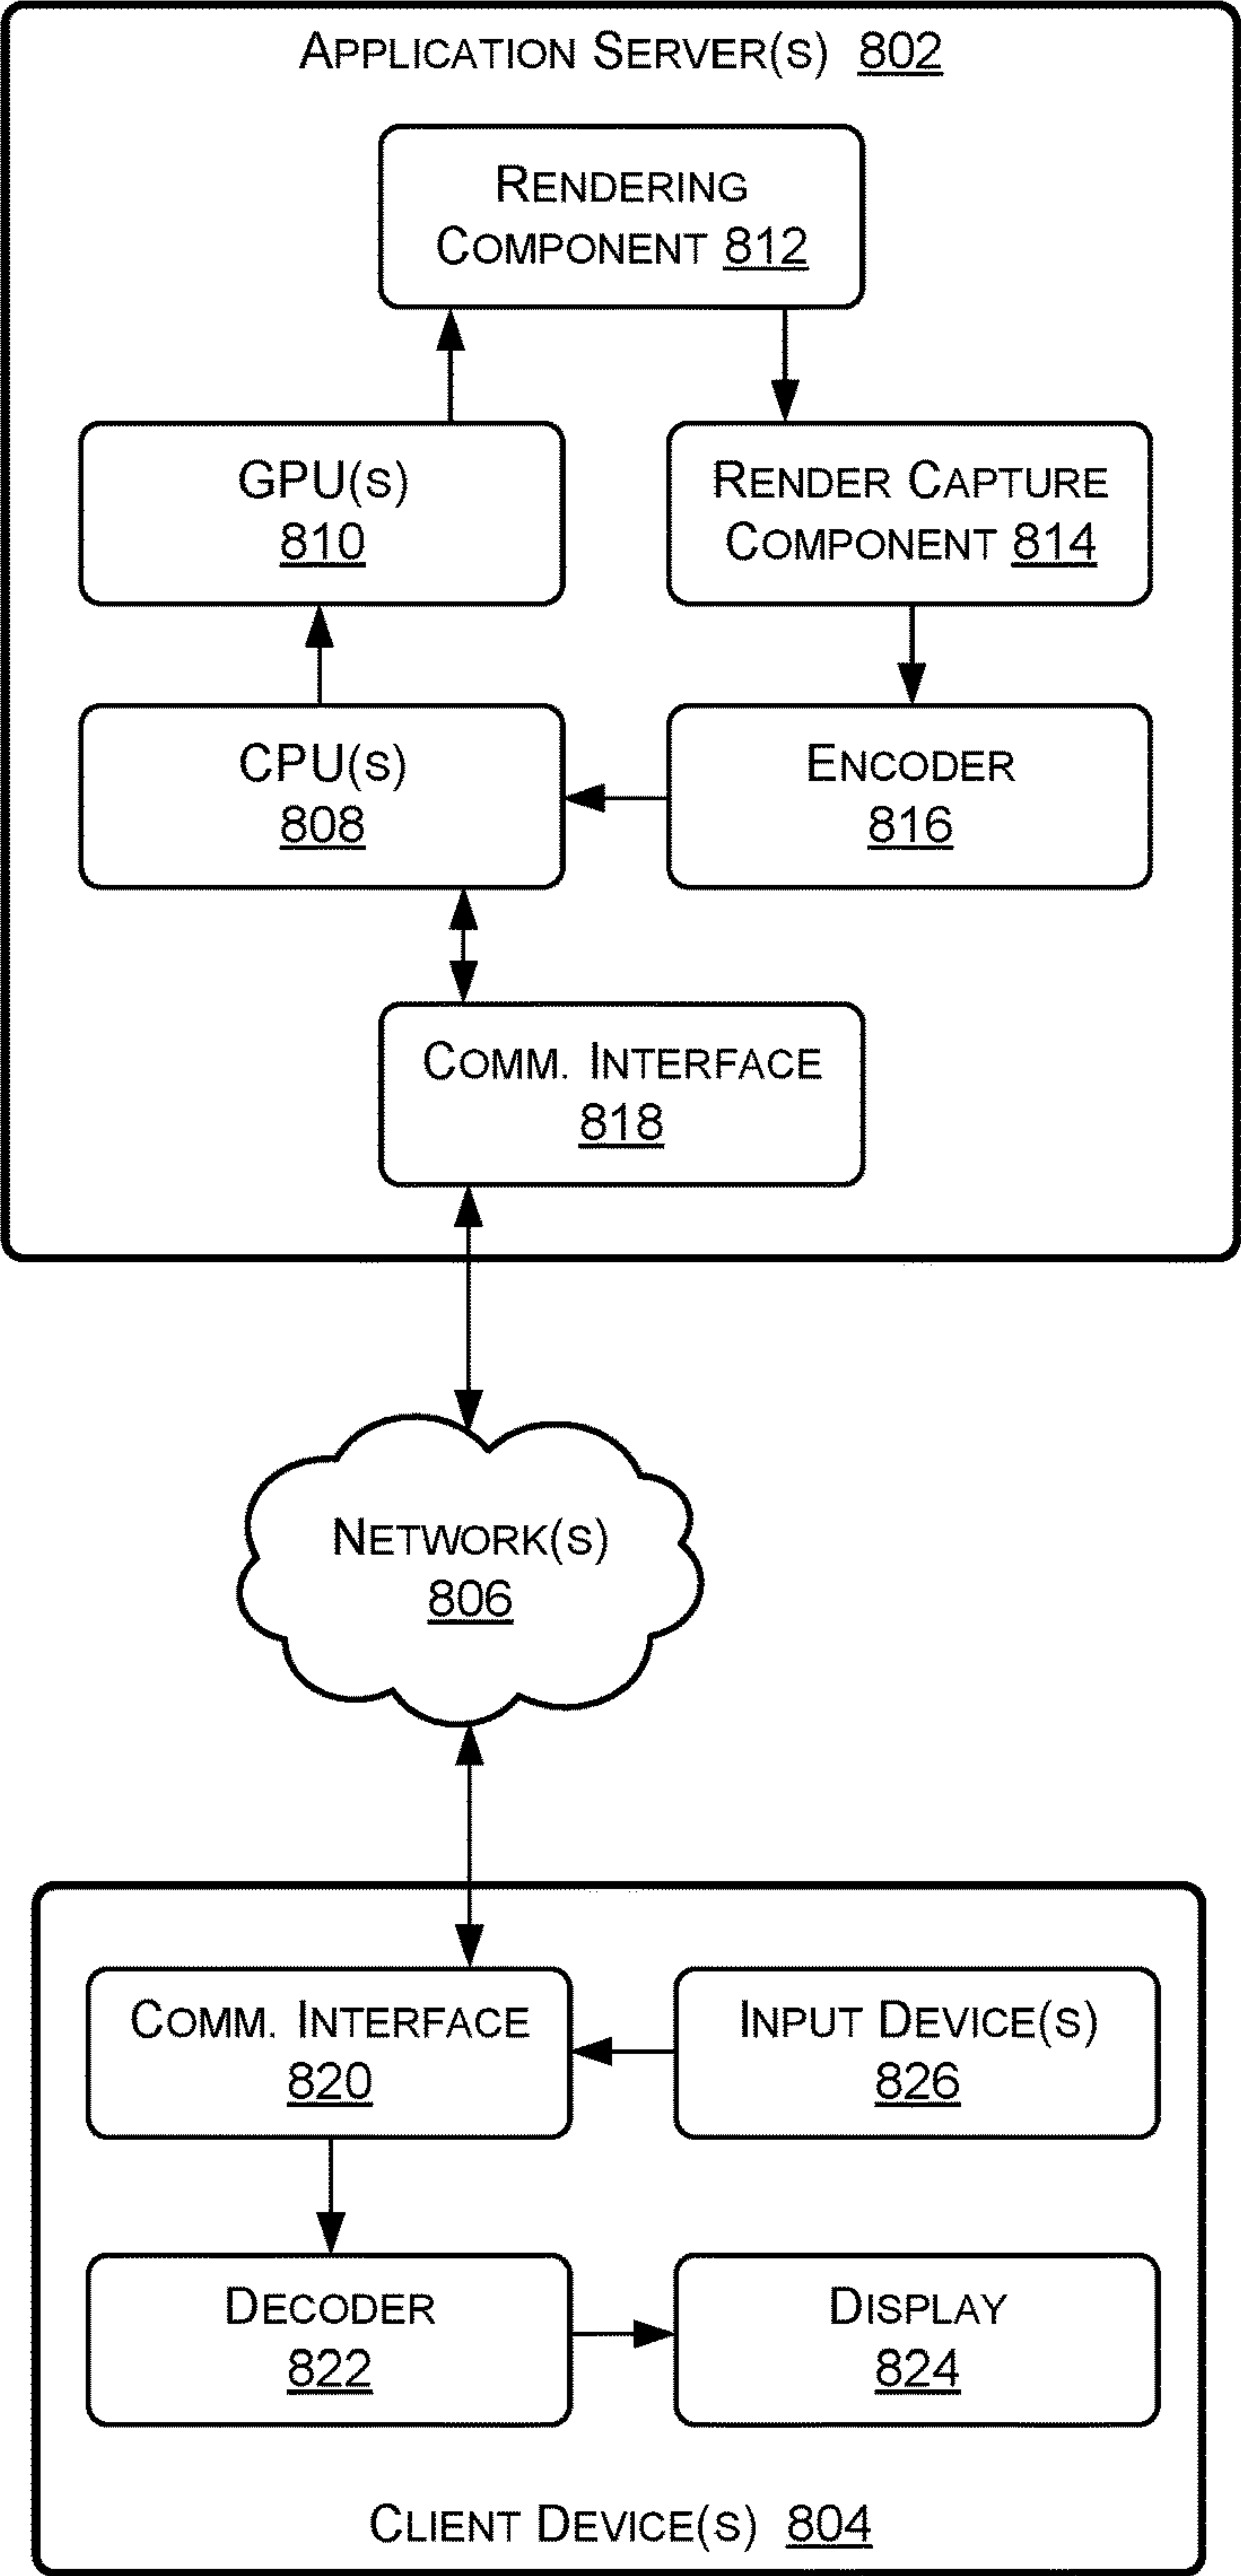 APPLICATION SERVER(S) 802
RENDERING
COMPONENT 812
GPU(S)
810
RENDER CAPTURE
COMPONENT 814
CPU(S)
808
ENCODER
816
COMM. INTERFACE
818
NETWORK(S)
806
COMM. INTERFACE
820
INPUT DEVICE(S)
826
DECODER
822
DISPLAY
824
CLIENT DEVICE(S) 804